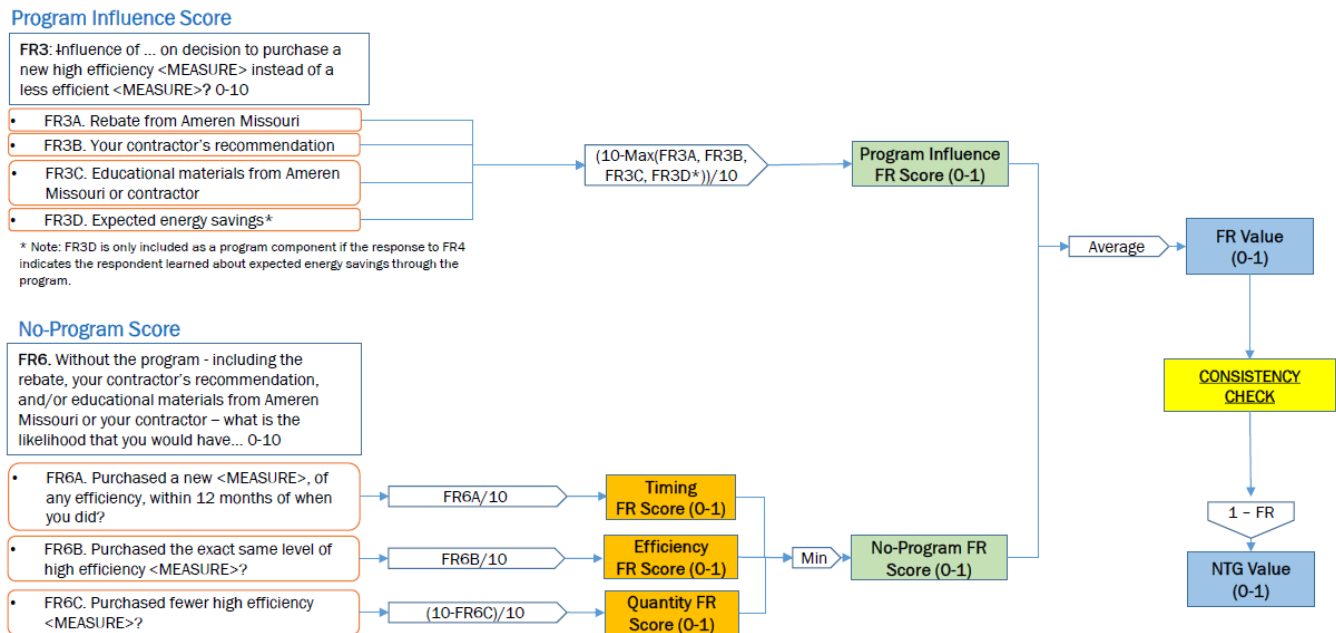 Program Influence Score
FR3: Influence of ... on decision to purchase a
new high efficiency <MEASURE> instead of a
less efficient <MEASURE>? 0-10
• FR3A. Rebate from Ameren Missouri
• FR3B. Your contractor's recommendation
• FR3C. Educational materials from Ameren
Missouri or contractor
• FR3D. Expected energy savings*
* Note: FR3D is only included as a program component if the response to FR4
indicates the respondent learned about expected energy savings through the
program.
(10-Max(FR3A, FR3B,
FR3C, FR3D*))/10
Program Influence
FR Score (0-1)
Average
FR Value
(0-1)
CONSISTENCY
CHECK
1 – FR
NTG Value
(0-1)
No-Program Score
FR6. Without the program - including the
rebate, your contractor's recommendation,
and/or educational materials from Ameren
Missouri or your contractor – what is the
likelihood that you would have... 0-10
• FR6A. Purchased a new <MEASURE>, of
any efficiency, within 12 months of when
you did?
FR6A/10
Timing
FR Score (0-1)
• FR6B. Purchased the exact same level of
high efficiency <MEASURE>?
FR6B/10
Efficiency
FR Score (0-1)
Min
No-Program FR
Score (0-1)
• FR6C. Purchased fewer high efficiency
<MEASURE>?
(10-FR6C)/10
Quantity FR
Score (0-1)